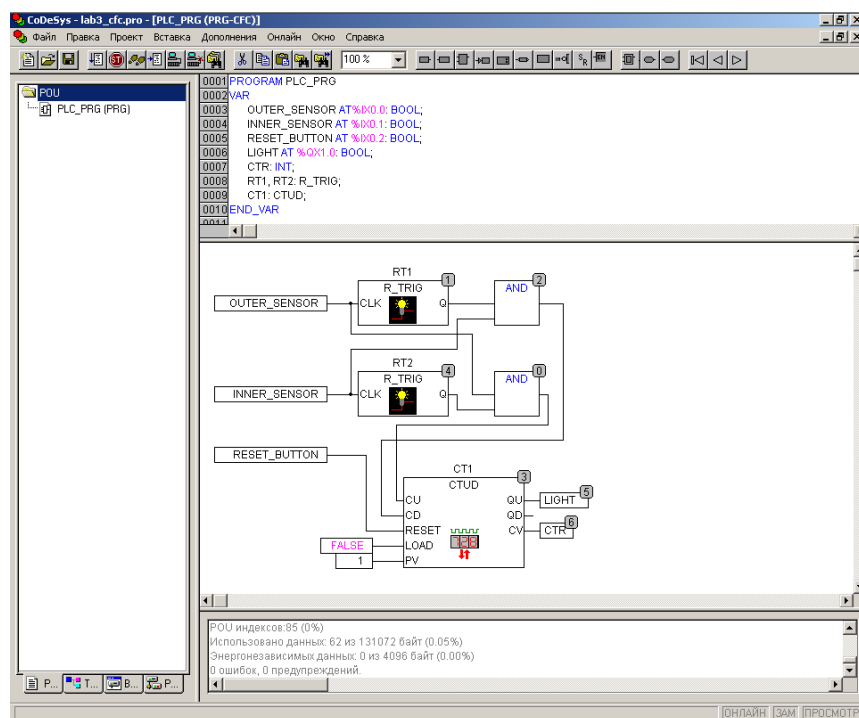 CoDeSys - lab3_cfc.pro - [PLC_PRG (PRG-CFC)]
Файл Правка Проект Вставка Дополнения Онлайн Окно Справка
100 %
POU
PLC_PRG (PRG)
0001 PROGRAM PLC_PRG
0002 VAR
0003 OUTER_SENSOR AT%IX0.0: BOOL;
0004 INNER_SENSOR AT %IX0.1: BOOL;
0005 RESET_BUTTON AT %IX0.2: BOOL;
0006 LIGHT AT %QX1.0: BOOL;
0007 CTR: INT;
0008 RT1, RT2: R_TRIG;
0009 CT1: CTUD;
0010 END_VAR
0011
RT1
1
2
R_TRIG
AND
OUTER_SENSOR
CLK
Q
RT2
4
0
R_TRIG
AND
INNER_SENSOR
CLK
Q
RESET_BUTTON
CT1
3
CTUD
5
CU
QU
LIGHT
CD
QD
6
RESET
CV
CTR
FALSE
LOAD
1
PV
POU индексов:85 (0%)
Использовано данных: 62 из 131072 байт (0.05%)
Энергонезависимых данных: 0 из 4096 байт (0.00%)
0 ошибок, 0 предупреждений.
P... T... В... Р...
ОНЛАЙН ЗАМ ПРОСМОТР